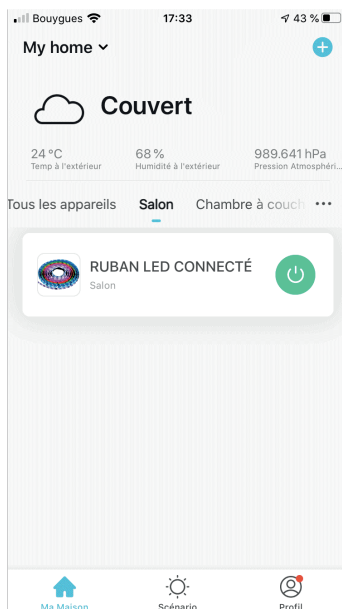 Bouygues 17:33 43 %
My home
Couvert
24 °C 68 % 989.641 hPa
Temp à l'extérieur Humidité à l'extérieur Pression Atmosphéri...
Tous les appareils Salon Chambre à couch ...
RUBAN LED CONNECTÉ
Salon
Ma Maison Scénario Profil